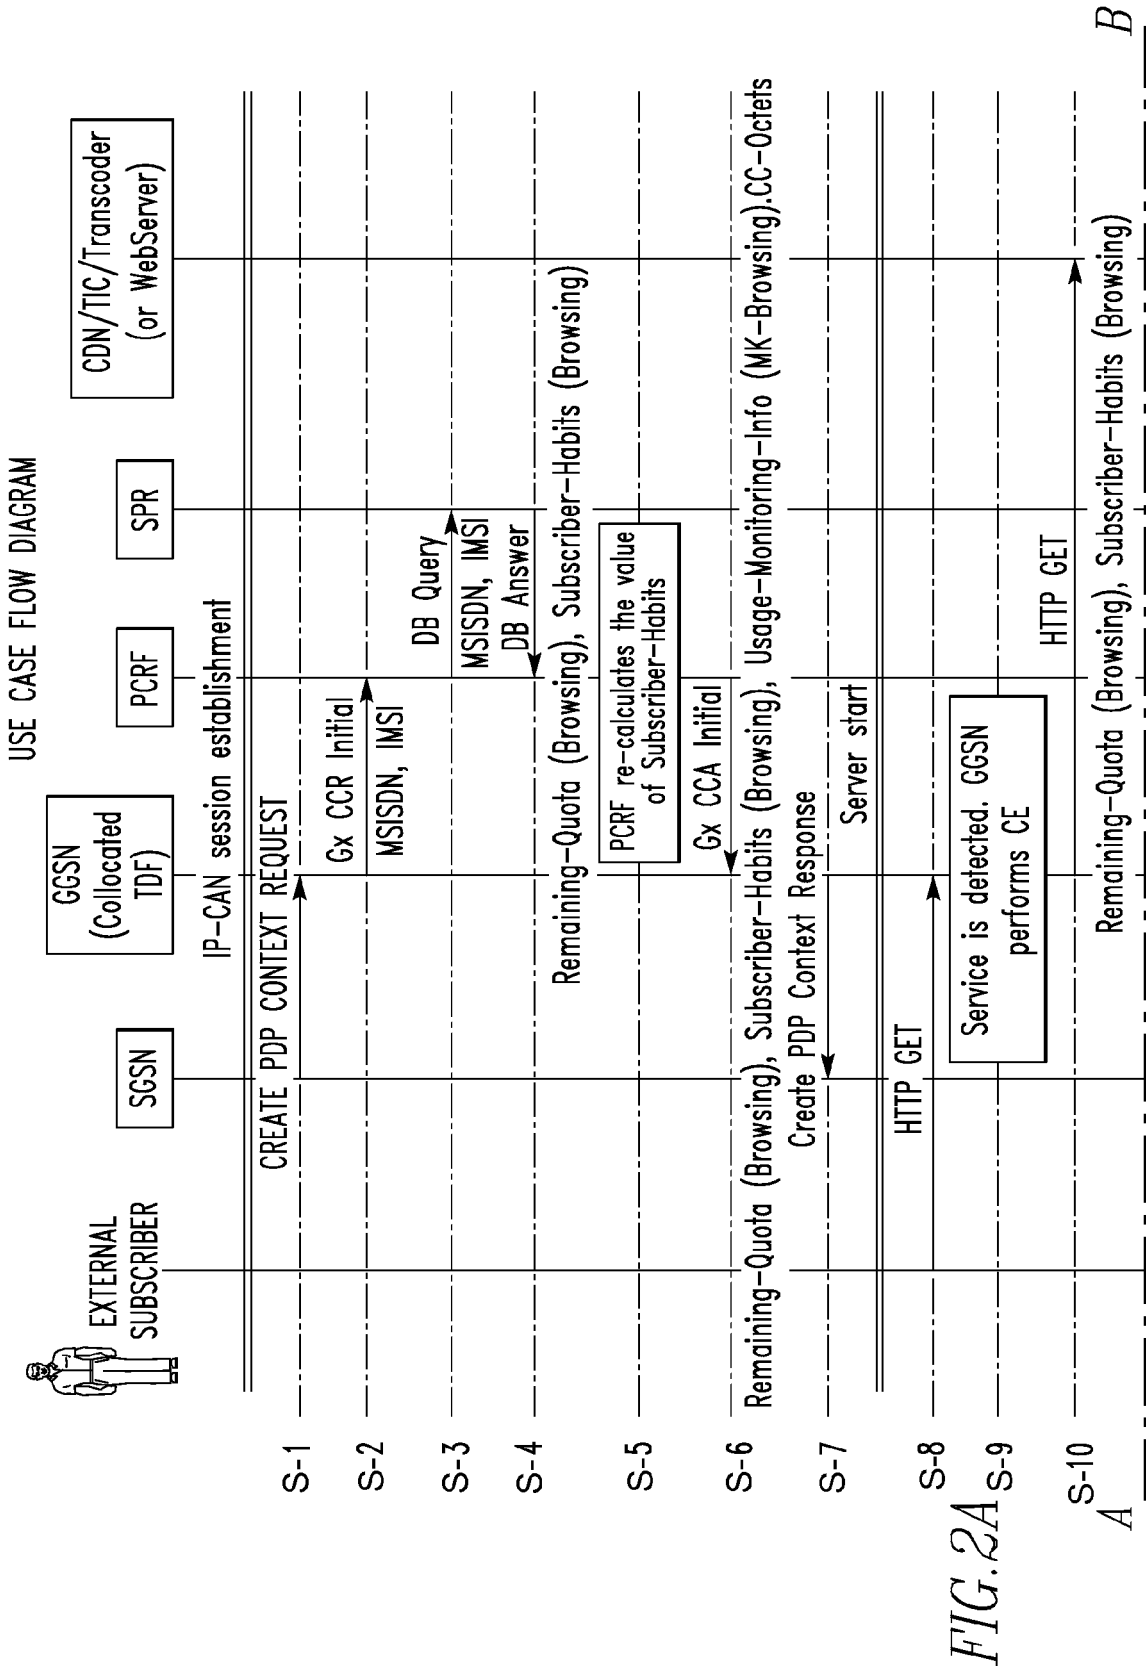 USE CASE FLOW DIAGRAM
EXTERNAL
SUBSCRIBER
SGSN
GGSN
(Collocated
TDF)
PCRF
SPR
CDN/TIC/Transcoder
(or WebServer)
IP-CAN session establishment
CREATE PDP CONTEXT REQUEST
S-1
Gx CCR Initial
S-2
MSISDN, IMSI
DB Query
S-3
MSISDN, IMSI
DB Answer
S-4
Remaining-Quota (Browsing), Subscriber-Habits (Browsing)
PCRF re-calculates the value
of Subscriber-Habits
S-5
Gx CCA Initial
S-6
Remaining-Quota (Browsing), Subscriber-Habits (Browsing), Usage-Monitoring-Info (MK-Browsing).CC-Octets
Create PDP Context Response
S-7
Server start
HTTP GET
S-8
Service is detected. GGSN
performs CE
S-9
HTTP GET
S-10
Remaining-Quota (Browsing), Subscriber-Habits (Browsing)
A
B
FIG.2A